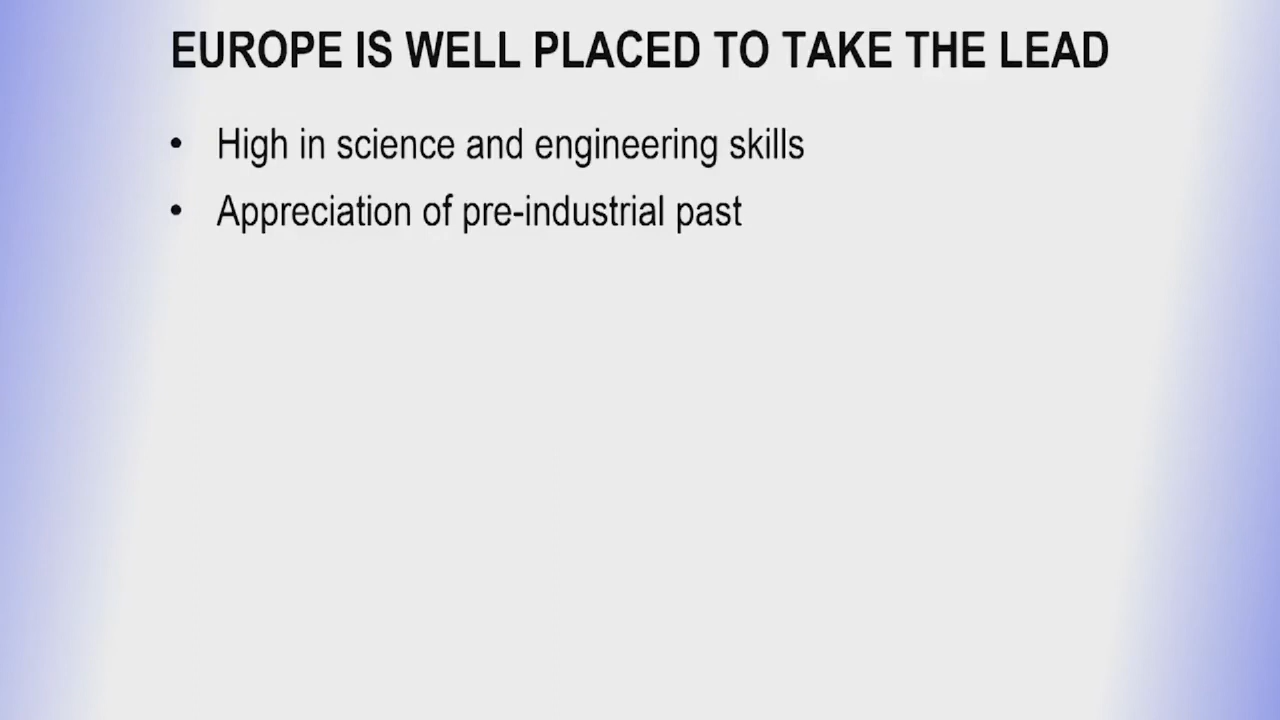 EUROPE IS WELL PLACED TO TAKE THE LEAD
• High in science and engineering skills
• Appreciation of pre-industrial past